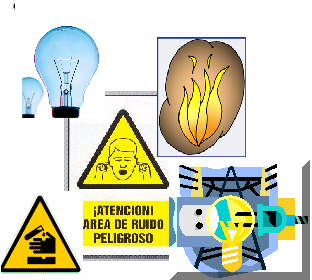 ¡ATENCION!
AREA DE RUIDO
PELIGROSO